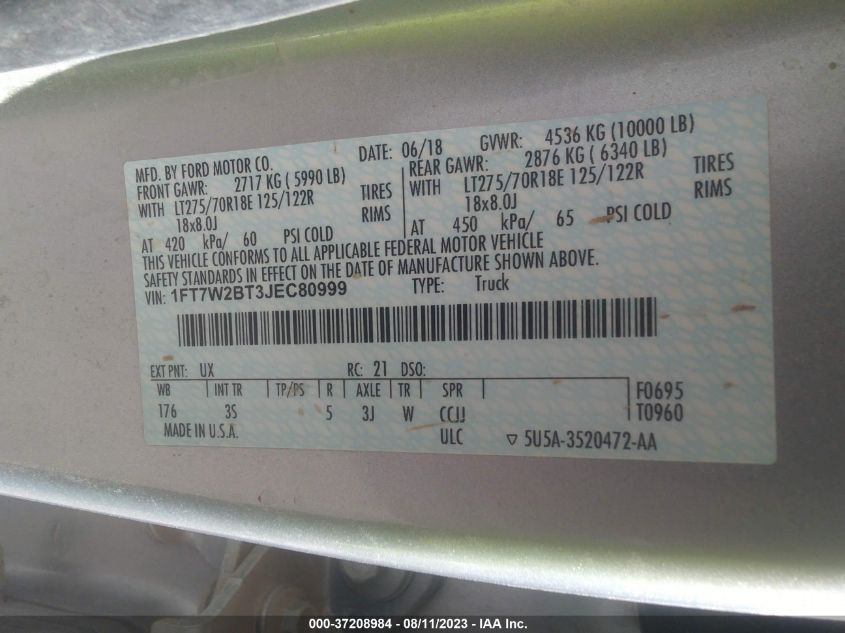 MFD. BY FORD MOTOR CO. DATE: 06/18 GVWR: 4536 KG (10000 LB)
FRONT GAWR: 2717 KG ( 5990 LB) REAR GAWR: 2876 KG ( 6340 LB)
WITH LT275/70R18E 125/122R TIRES WITH LT275/70R18E 125/122R TIRES
18x8.0J RIMS 18x8.0J RIMS
AT 420 kPa/ 60 PSI COLD AT 450 kPa/ 65 PSI COLD
THIS VEHICLE CONFORMS TO ALL APPLICABLE FEDERAL MOTOR VEHICLE
SAFETY STANDARDS IN EFFECT ON THE DATE OF MANUFACTURE SHOWN ABOVE.
VIN: 1FT7W2BT3JEC80999 TYPE: Truck
EXT PNT: UX RC: 21 DSO:
WB INT TR TP/PS R AXLE TR SPR F0695
176 3S 5 3J W CCJJ T0960
MADE IN U.S.A. ULC 5U5A-3520472-AA
000-37208984 - 08/11/2023 - IAA Inc.